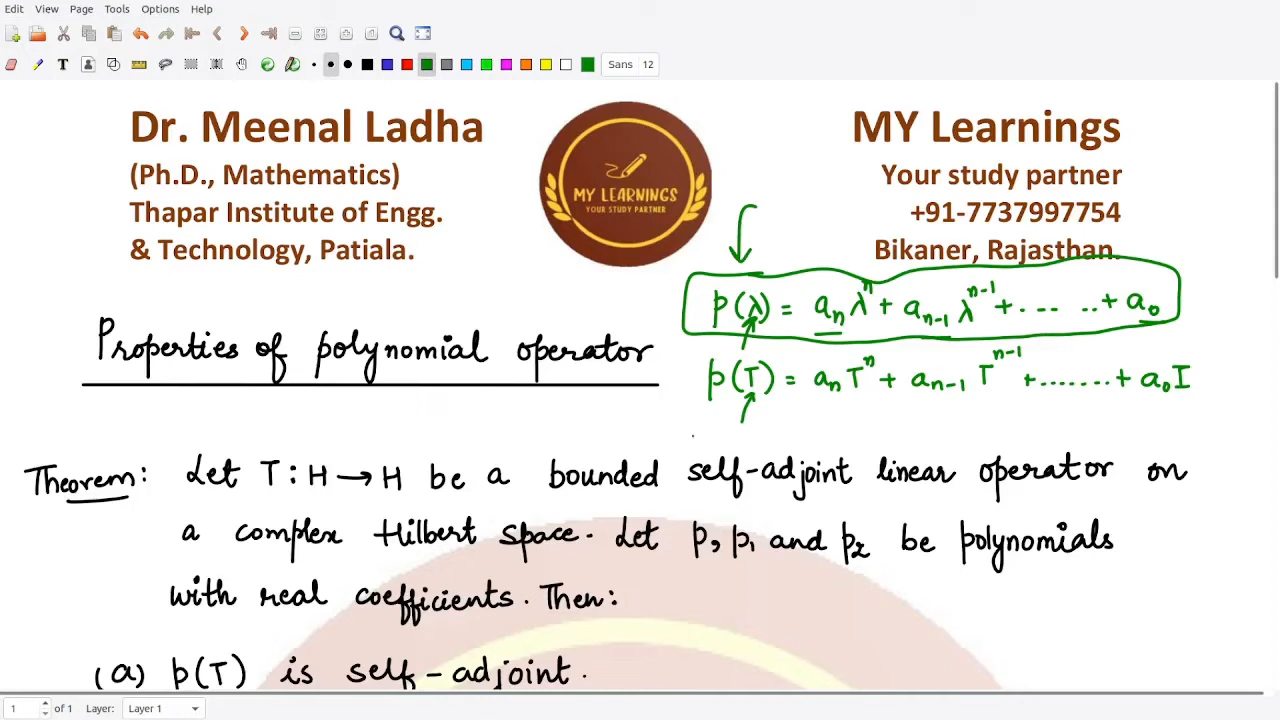 Edit View Page Tools Options Help
Sans 12
Dr. Meenal Ladha
(Ph.D., Mathematics)
Thapar Institute of Engg.
& Technology, Patiala.
MY LEARNINGS
YOUR STUDY PARTNER
MY Learnings
Your study partner
+91-7737997754
Bikaner, Rajasthan.
p(λ) = aₙλⁿ + aₙ₋₁ λⁿ⁻¹ + ..... .. + a₀
Properties of polynomial operator
p(T) = aₙTⁿ + aₙ₋₁ Tⁿ⁻¹ + ....... + a₀I
Theorem: Let T : H → H be a bounded self-adjoint linear operator on
a complex Hilbert space. Let p, p₁ and p₂ be polynomials
with real coefficients. Then:
(a) p(T) is self-adjoint.
1 of 1 Layer: Layer 1